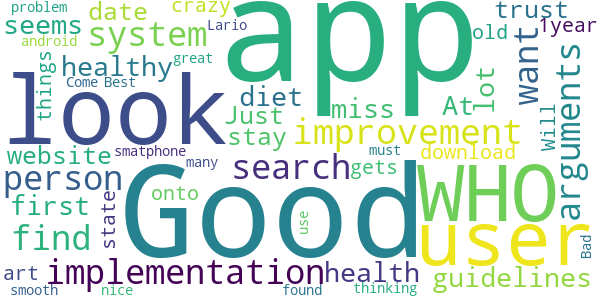 problem
seems
android
date
crazy
Lario
system
great
healthy
things
Come
Best
app
trust
1year
old
want
look
diet
Just
stay
miss
At
lot
Will
arguments
improvement
website
smatphone
many
search
gets
must
download
person
onto
WHO
first
state
Good
use
find
user
Bad
art
implementation
health
guidelines
smooth
nice
found
thinking